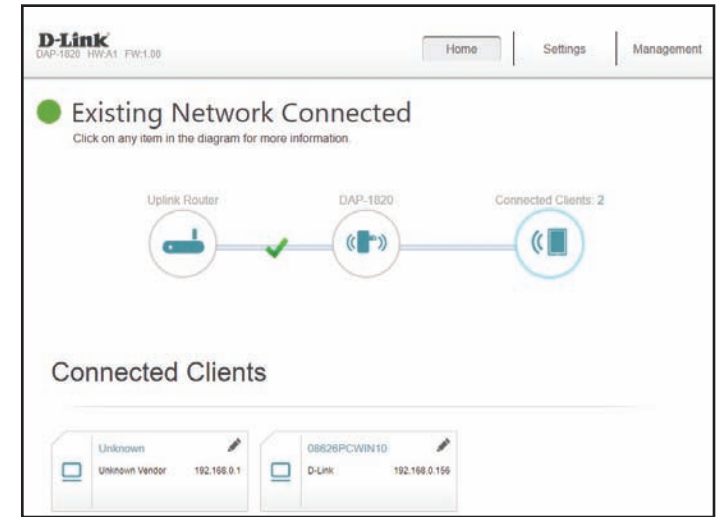 D-Link
DAP-1820 HW:A1 FW:1.00
Home Settings Management
Existing Network Connected
Click on any item in the diagram for more information.
Uplink Router DAP-1820 Connected Clients: 2
Connected Clients
Unknown
Unknown Vendor 192.168.0.1
08626PCWIN10
D-Link 192.168.0.156